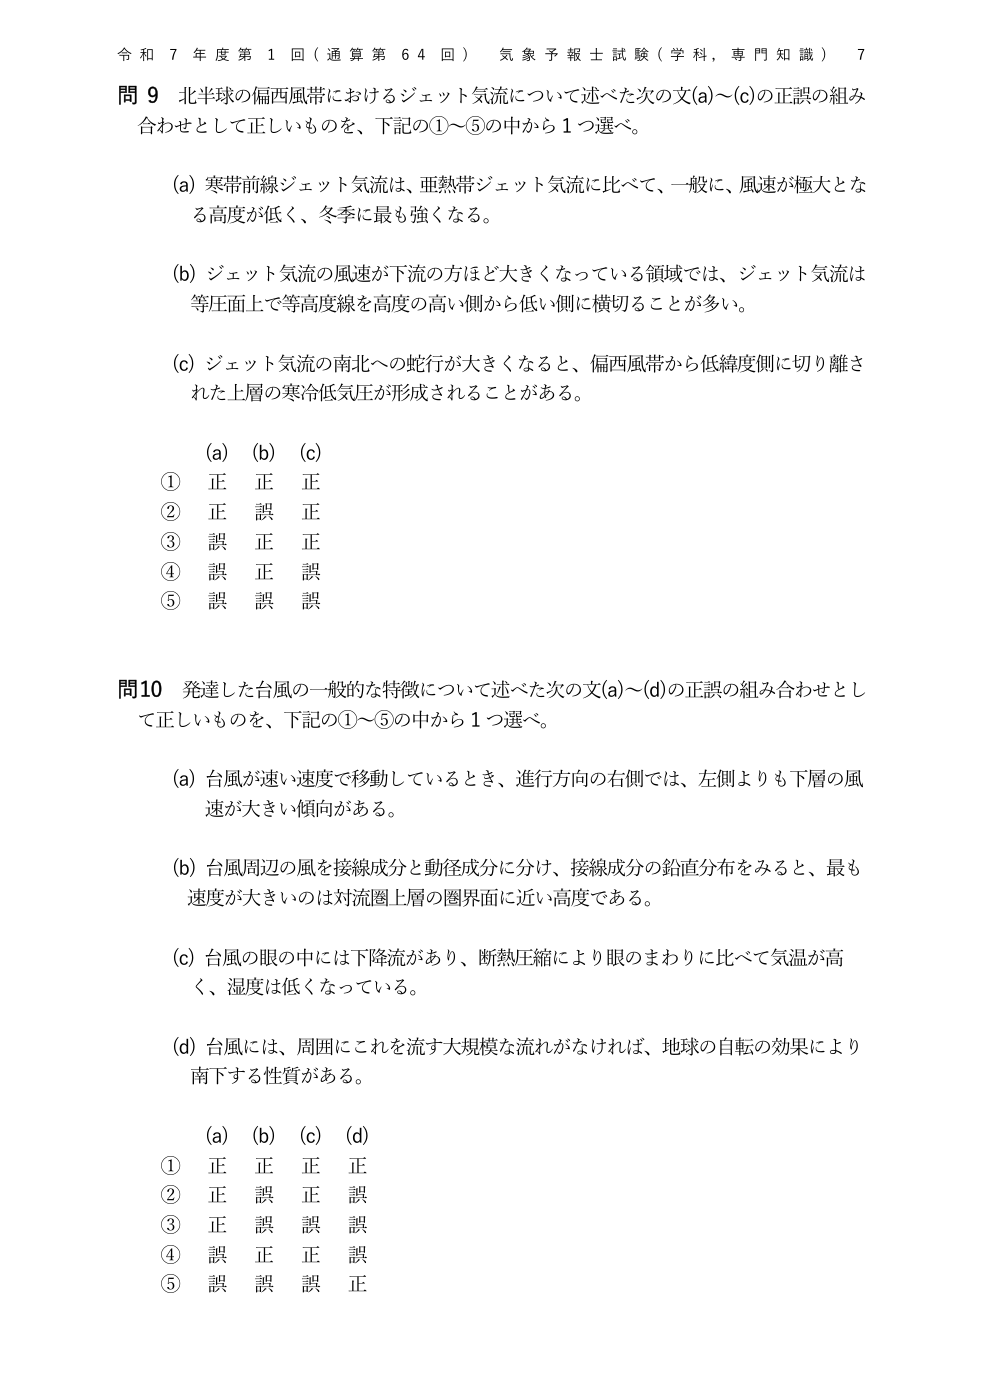 令和 7 年度第 1 回(通算第 64 回) 気象予報士試験(学科, 専門知識) 7
問 9 北半球の偏西風帯におけるジェット気流について述べた次の文(a)～(c)の正誤の組み
合わせとして正しいものを、下記の①～⑤の中から 1 つ選べ。
(a) 寒帯前線ジェット気流は、亜熱帯ジェット気流に比べて、一般に、風速が極大とな
る高度が低く、冬季に最も強くなる。
(b) ジェット気流の風速が下流の方ほど大きくなっている領域では、ジェット気流は
等圧面上で等高度線を高度の高い側から低い側に横切ることが多い。
(c) ジェット気流の南北への蛇行が大きくなると、偏西風帯から低緯度側に切り離さ
れた上層の寒冷低気圧が形成されることがある。
(a) (b) (c)
① 正 正 正
② 正 誤 正
③ 誤 正 正
④ 誤 正 誤
⑤ 誤 誤 誤
問10 発達した台風の一般的な特徴について述べた次の文(a)～(d)の正誤の組み合わせとし
て正しいものを、下記の①～⑤の中から 1 つ選べ。
(a) 台風が速い速度で移動しているとき、進行方向の右側では、左側よりも下層の風
速が大きい傾向がある。
(b) 台風周辺の風を接線成分と動径成分に分け、接線成分の鉛直分布をみると、最も
速度が大きいのは対流圏上層の圏界面に近い高度である。
(c) 台風の眼の中には下降流があり、断熱圧縮により眼のまわりに比べて気温が高
く、湿度は低くなっている。
(d) 台風には、周囲にこれを流す大規模な流れがなければ、地球の自転の効果により
南下する性質がある。
(a) (b) (c) (d)
① 正 正 正 正
② 正 誤 正 誤
③ 正 誤 誤 誤
④ 誤 正 正 誤
⑤ 誤 誤 誤 正